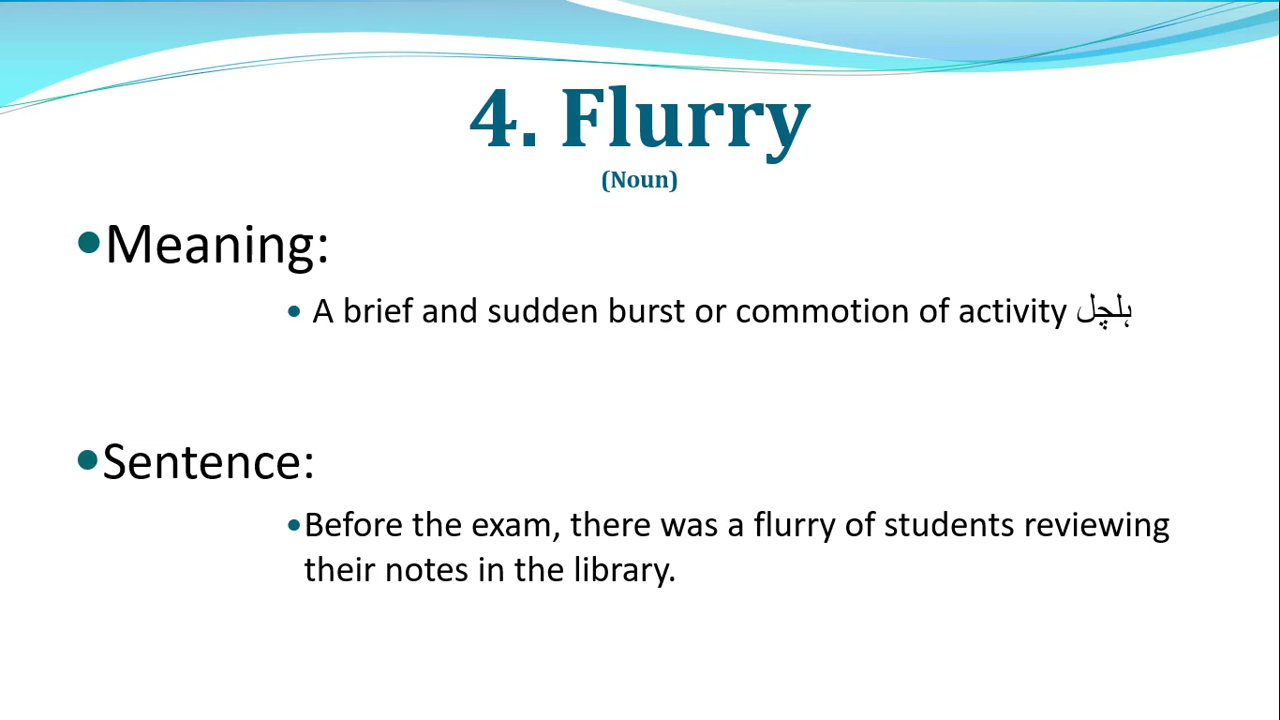 4. Flurry
(Noun)
•Meaning:
• A brief and sudden burst or commotion of activity ہلچل
•Sentence:
•Before the exam, there was a flurry of students reviewing
their notes in the library.